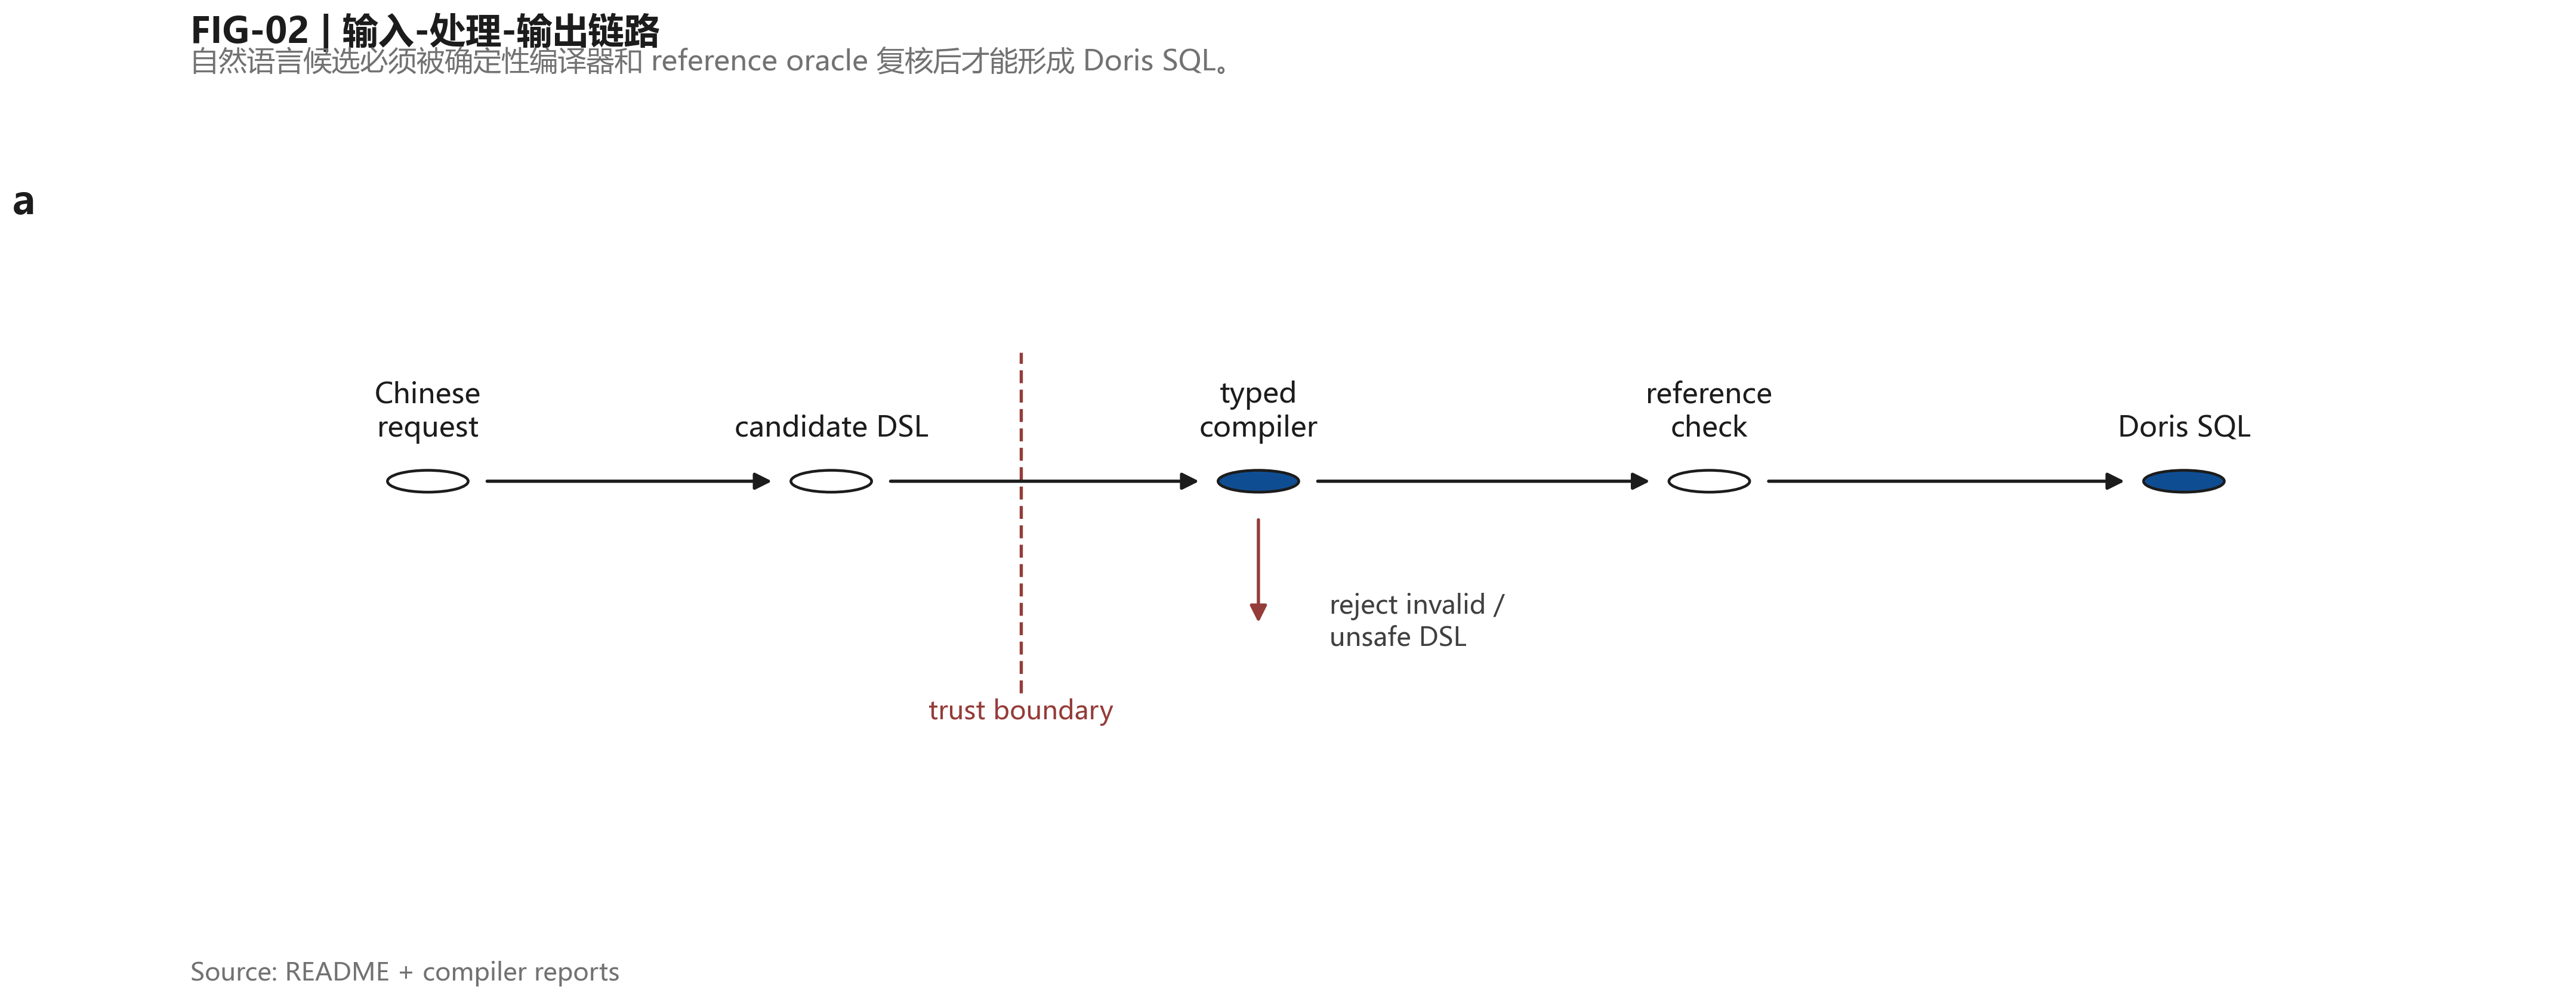 FIG-02 | 输入-处理-输出链路
自然语言候选必须被确定性编译器和 reference oracle 复核后才能形成 Doris SQL。
a
Chinese
request
candidate DSL
typed
compiler
reference
check
Doris SQL
reject invalid /
unsafe DSL
trust boundary
Source: README + compiler reports